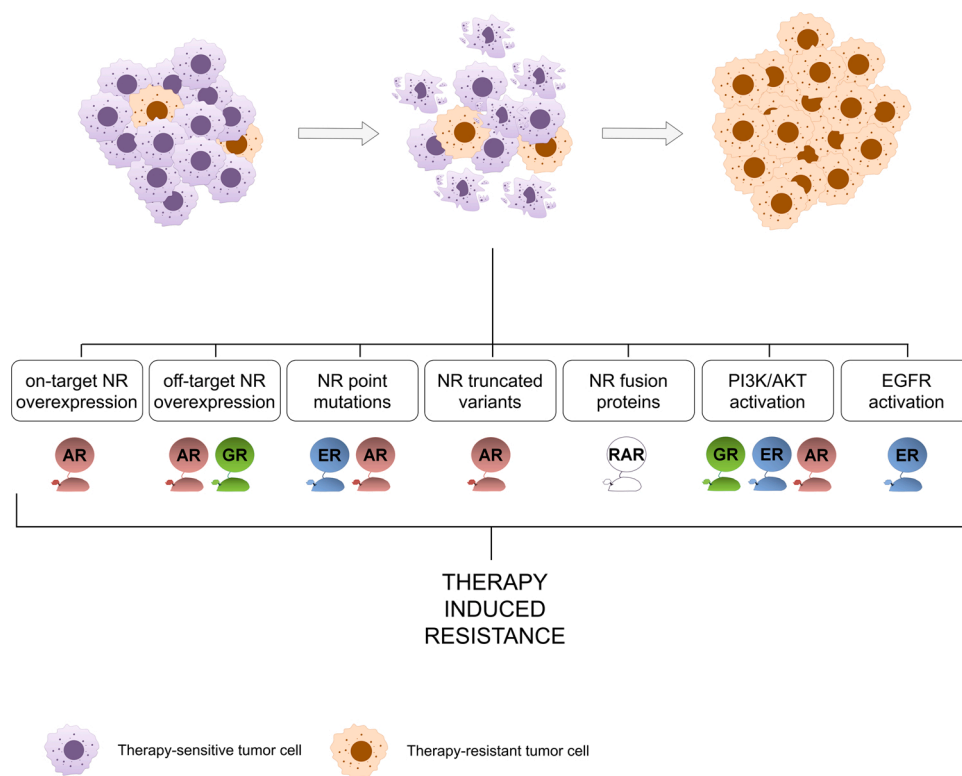 on-target NR
overexpression
off-target NR
overexpression
NR point
mutations
NR truncated
variants
NR fusion
proteins
PI3K/AKT
activation
EGFR
activation
AR
AR
GR
ER
AR
AR
RAR
GR
ER
AR
ER
THERAPY
INDUCED
RESISTANCE
Therapy-sensitive tumor cell
Therapy-resistant tumor cell